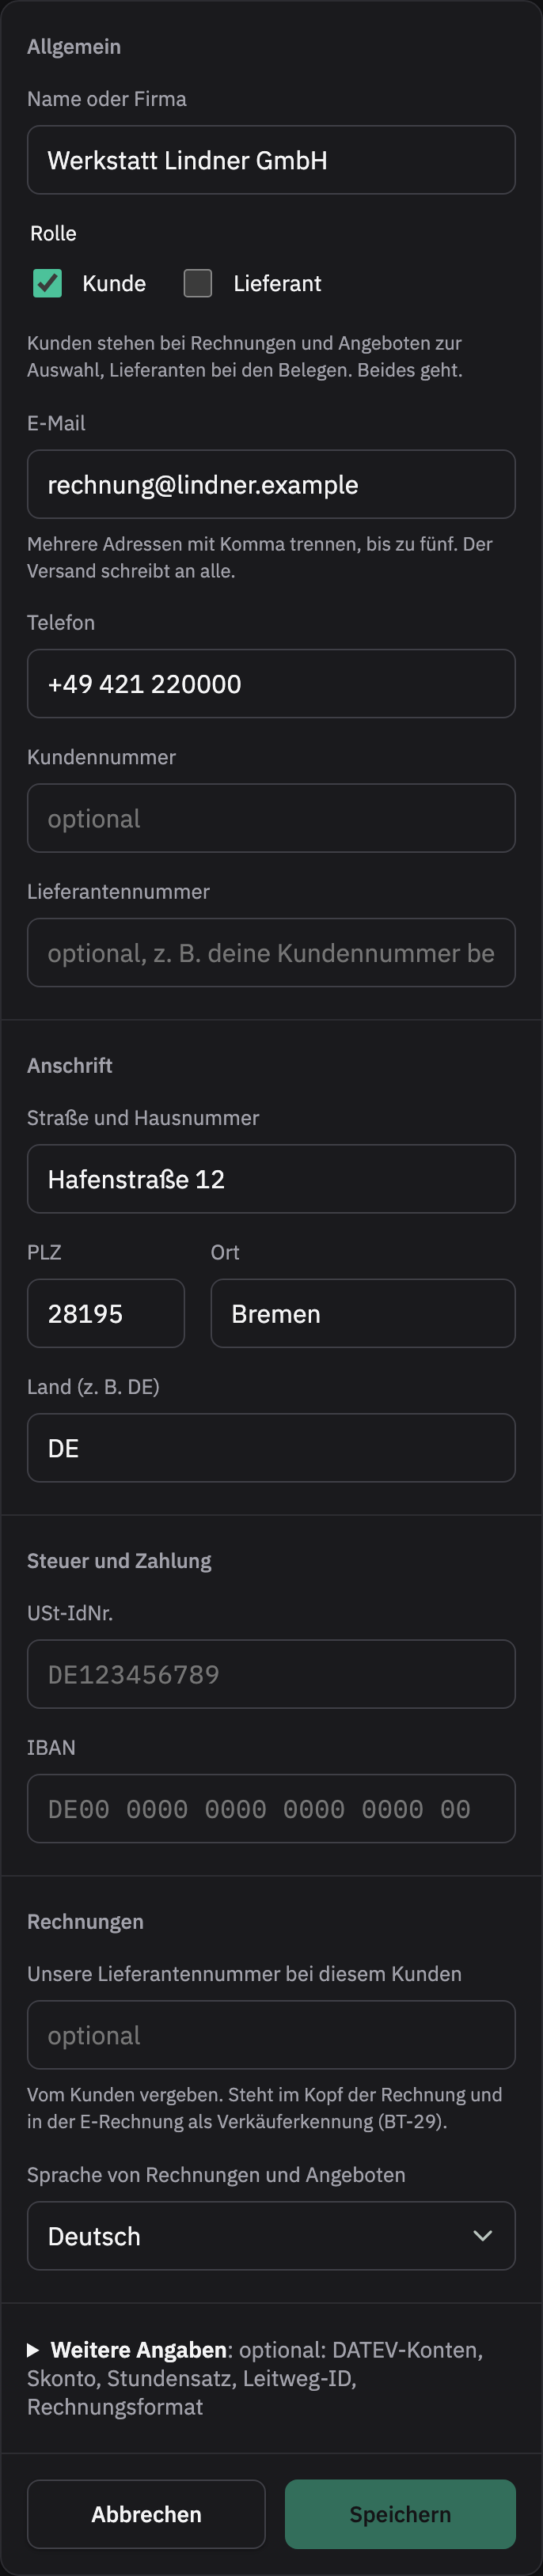 Allgemein
Name oder Firma
Werkstatt Lindner GmbH
Rolle
Kunde
Lieferant
Kunden stehen bei Rechnungen und Angeboten zur
Auswahl, Lieferanten bei den Belegen. Beides geht.
E-Mail
rechnung@lindner.example
Mehrere Adressen mit Komma trennen, bis zu fünf. Der
Versand schreibt an alle.
Telefon
+49 421 220000
Kundennummer
optional
Lieferantennummer
optional, z. B. deine Kundennummer be
Anschrift
Straße und Hausnummer
Hafenstraße 12
PLZ
Ort
28195
Bremen
Land (z. B. DE)
DE
Steuer und Zahlung
USt-IdNr.
DE123456789
IBAN
DE00 0000 0000 0000 0000 00
Rechnungen
Unsere Lieferantennummer bei diesem Kunden
optional
Vom Kunden vergeben. Steht im Kopf der Rechnung und
in der E-Rechnung als Verkäuferkennung (BT-29).
Sprache von Rechnungen und Angeboten
Deutsch
Weitere Angaben: optional: DATEV-Konten,
Skonto, Stundensatz, Leitweg-ID,
Rechnungsformat
Abbrechen
Speichern